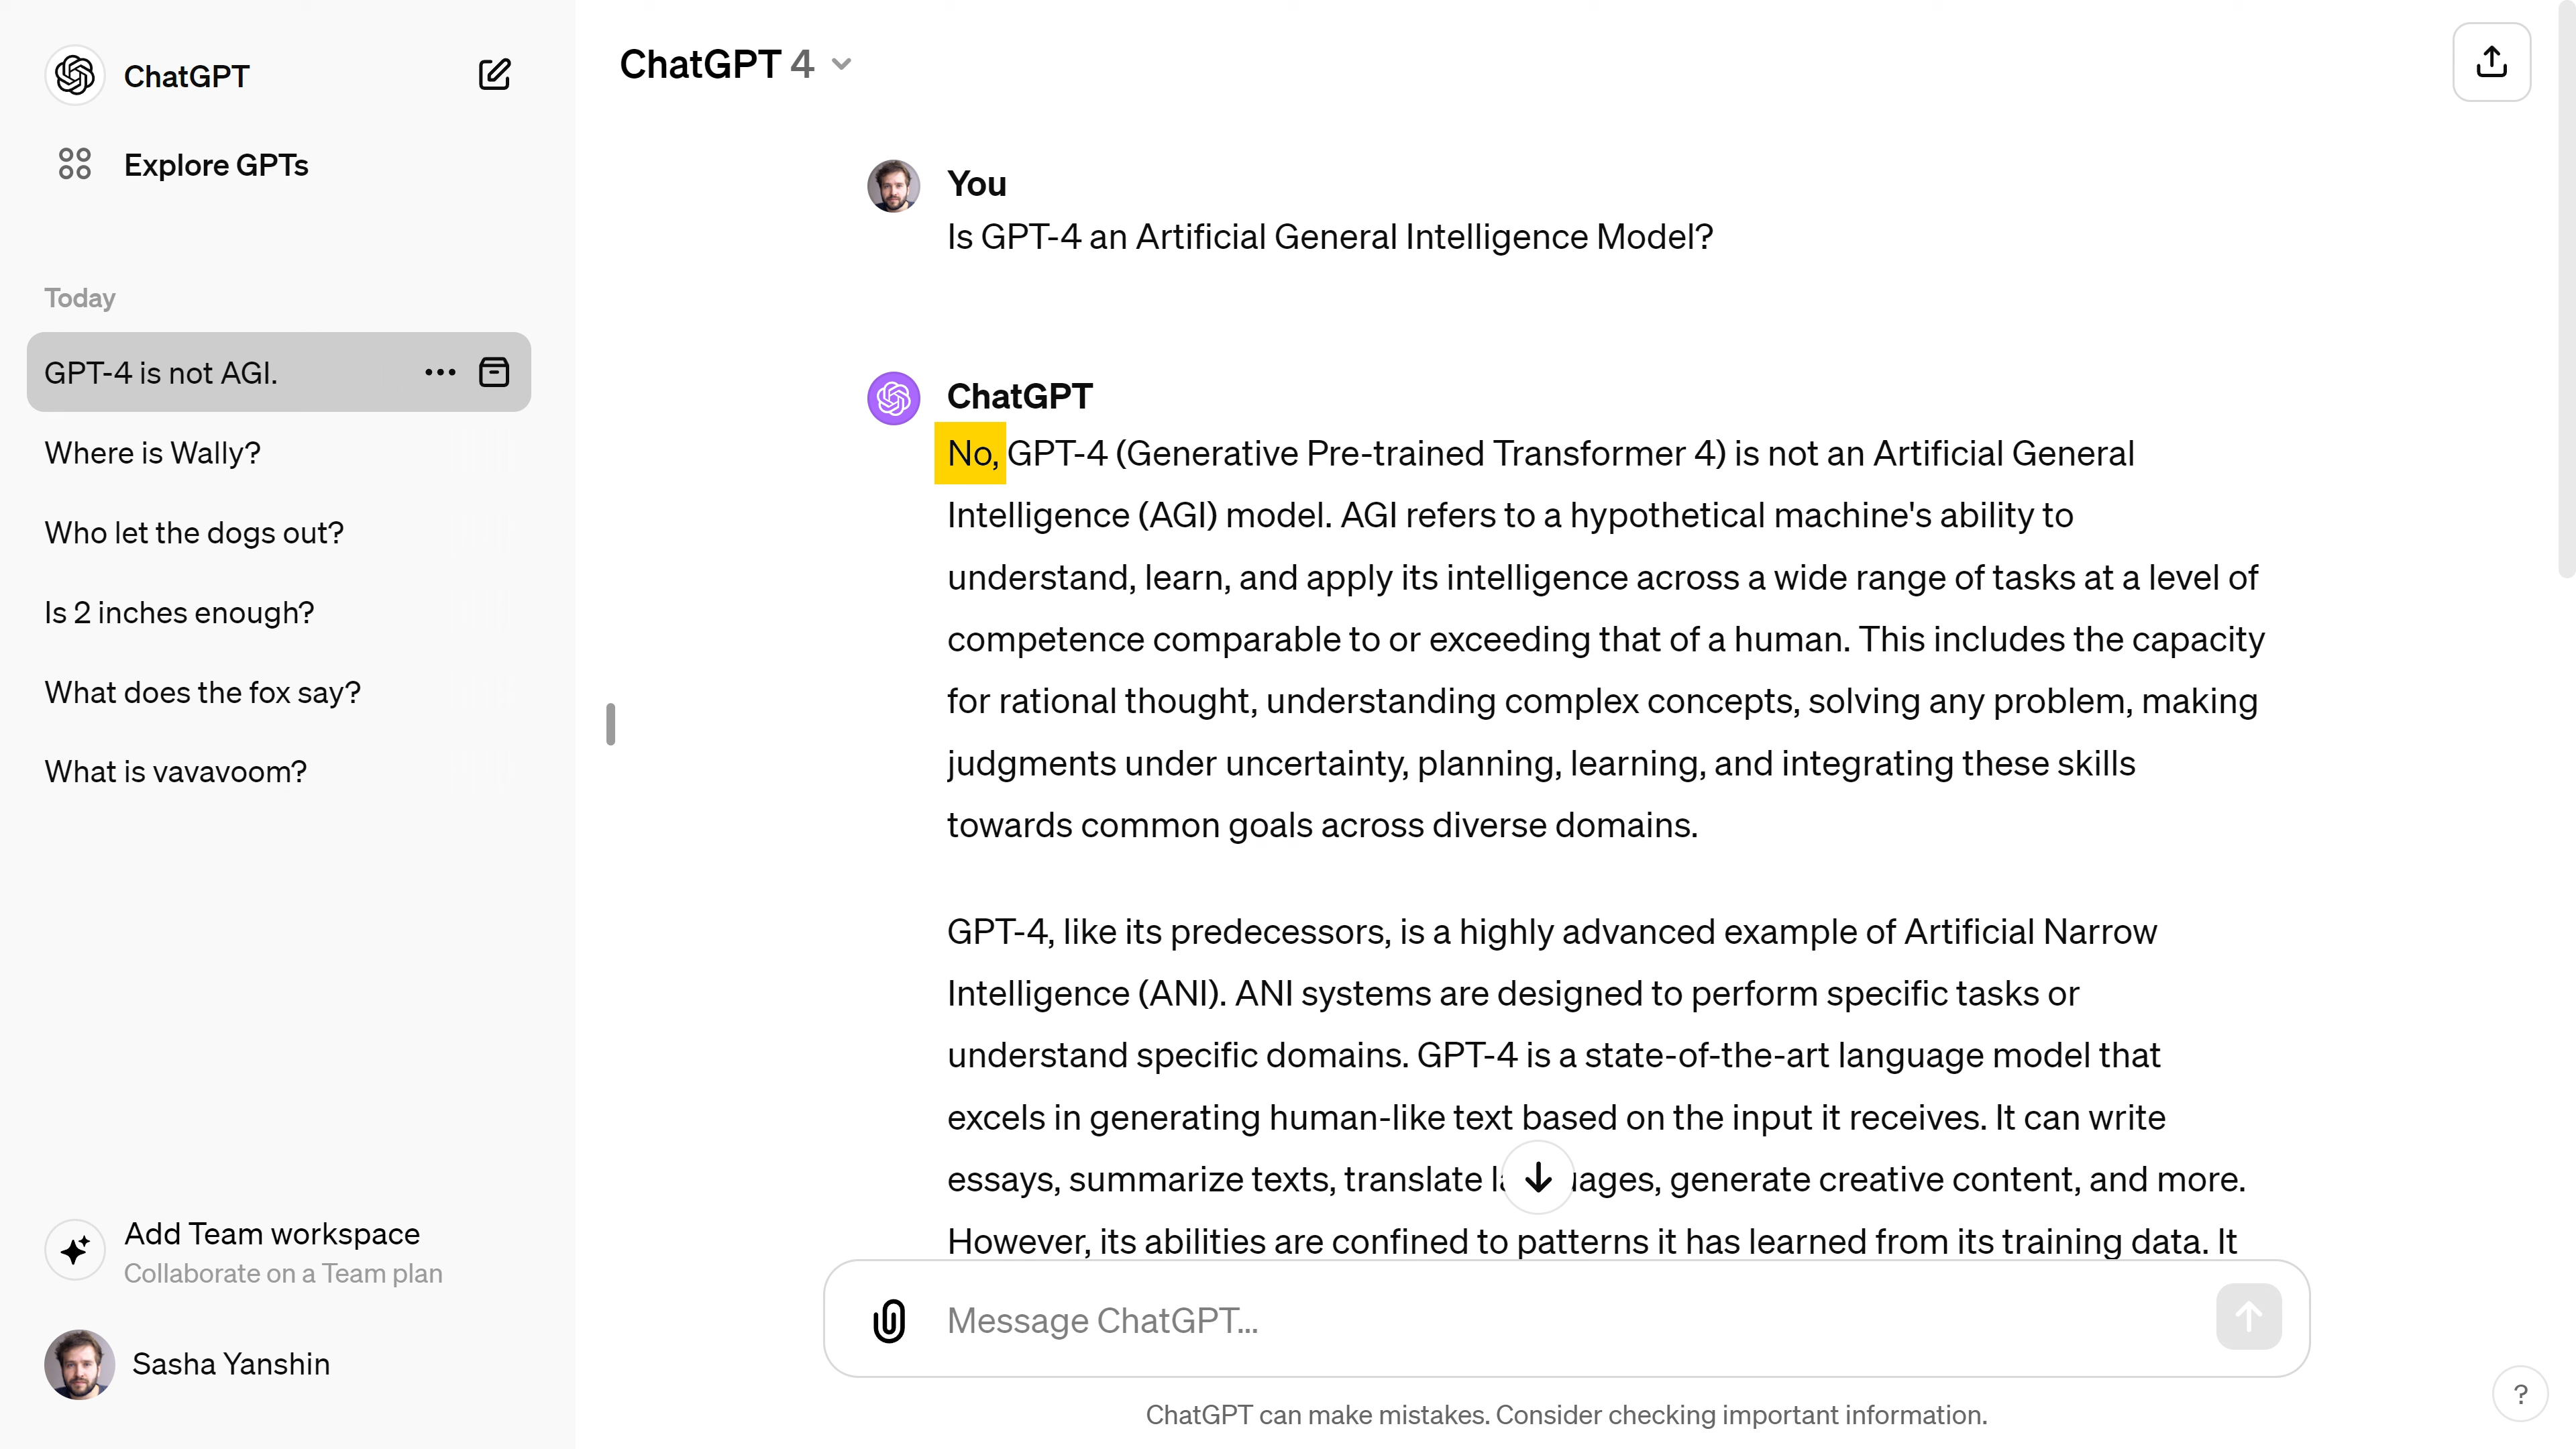 ChatGPT
Explore GPTs
Today
GPT-4 is not AGI.
Where is Wally?
Who let the dogs out?
Is 2 inches enough?
What does the fox say?
What is vavavoom?
Add Team workspace
Collaborate on a Team plan
Sasha Yanshin
ChatGPT 4
You
Is GPT-4 an Artificial General Intelligence Model?
ChatGPT
No, GPT-4 (Generative Pre-trained Transformer 4) is not an Artificial General
Intelligence (AGI) model. AGI refers to a hypothetical machine's ability to
understand, learn, and apply its intelligence across a wide range of tasks at a level of
competence comparable to or exceeding that of a human. This includes the capacity
for rational thought, understanding complex concepts, solving any problem, making
judgments under uncertainty, planning, learning, and integrating these skills
towards common goals across diverse domains.
GPT-4, like its predecessors, is a highly advanced example of Artificial Narrow
Intelligence (ANI). ANI systems are designed to perform specific tasks or
understand specific domains. GPT-4 is a state-of-the-art language model that
excels in generating human-like text based on the input it receives. It can write
essays, summarize texts, translate ages, generate creative content, and more.
However, its abilities are confined to patterns it has learned from its training data. It
Message ChatGPT...
ChatGPT can make mistakes. Consider checking important information.
?